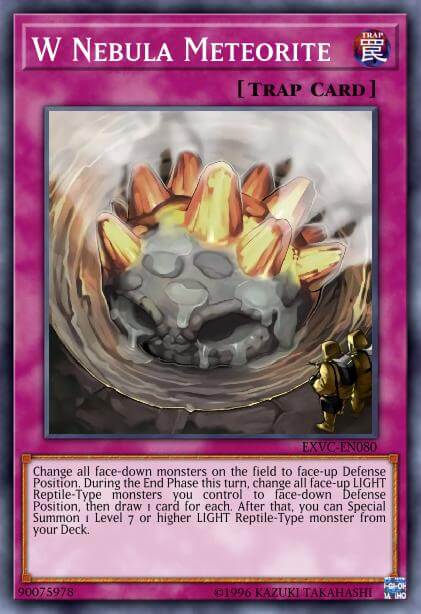 W NEBULA METEORITE
TRAP
罠
[TRAP CARD]
EXVC-EN080
Change all face-down monsters on the field to face-up Defense
Position. During the End Phase this turn, change all face-up LIGHT
Reptile-Type monsters you control to face-down Defense
Position, then draw 1 card for each. After that, you can Special
Summon 1 Level 7 or higher LIGHT Reptile-Type monster from
your Deck.
90075978
©1996 KAZUKI TAKAHASHI